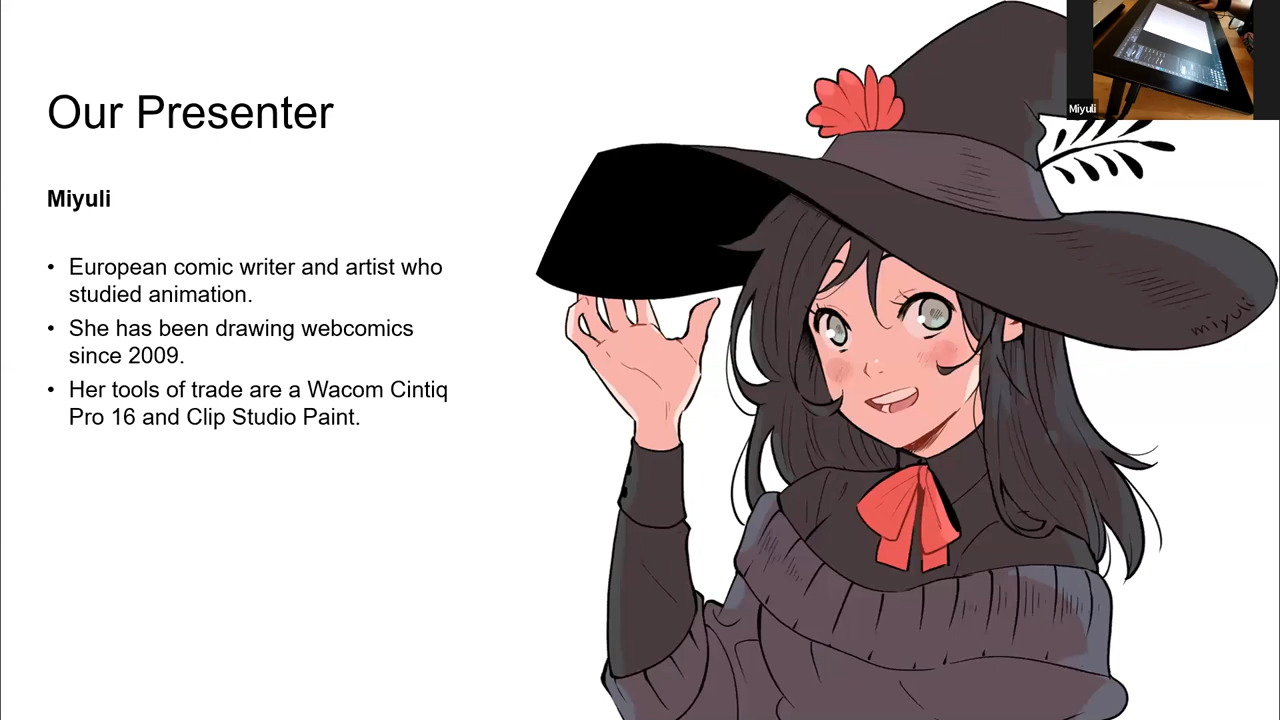 Our Presenter
Miyuli
• European comic writer and artist who
studied animation.
• She has been drawing webcomics
since 2009.
• Her tools of trade are a Wacom Cintiq
Pro 16 and Clip Studio Paint.
Miyuli
miyuli